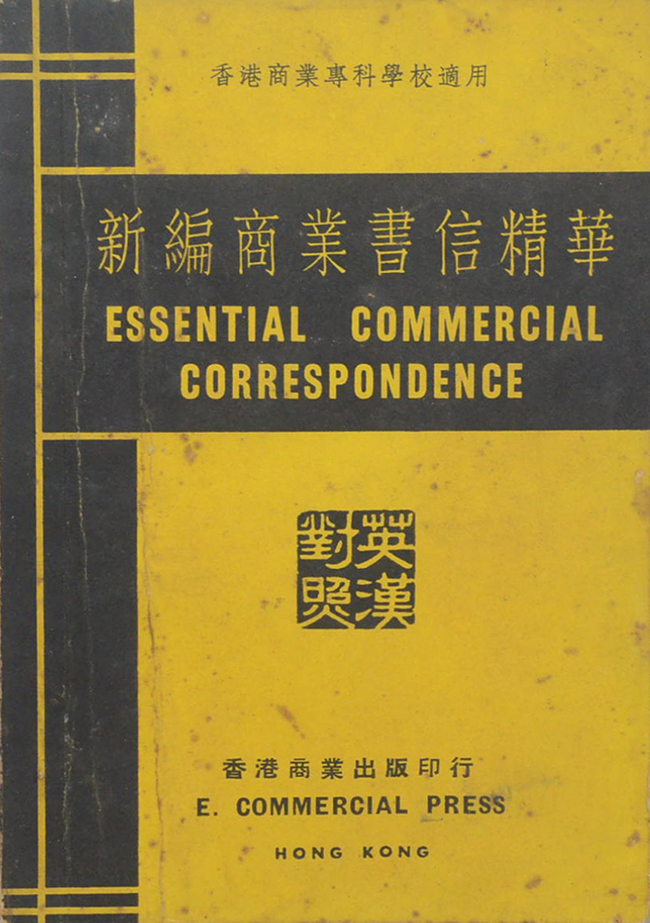 香港商業專科學校適用
新編商業書信精華
ESSENTIAL COMMERCIAL
CORRESPONDENCE
英漢
對照
香港商業出版印行
E. COMMERCIAL PRESS
HONG KONG